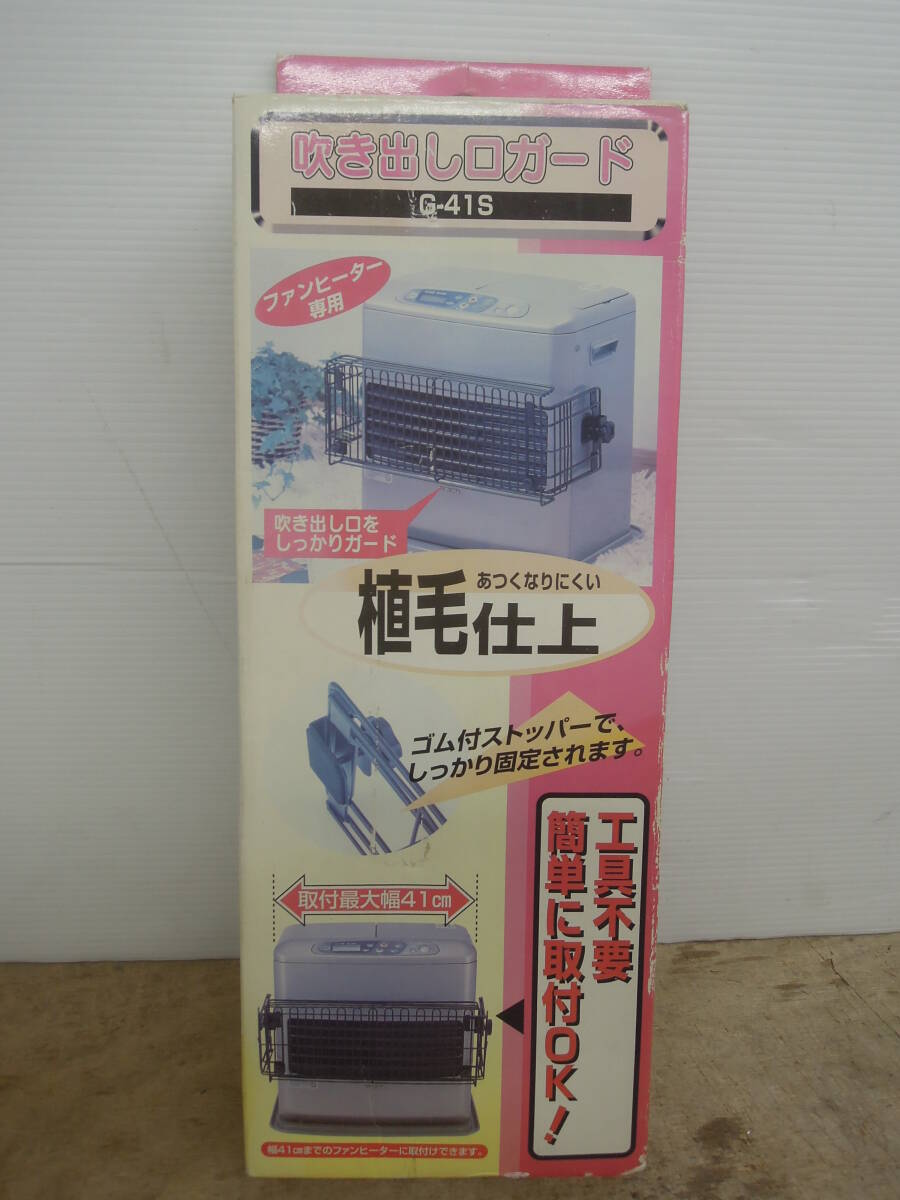 吹き出し口ガード
G-41S
ファンヒーター
専用
吹き出し口を
しっかりガード
あつくなりにくい
植毛仕上
ゴム付ストッパーで、
しっかり固定されます。
工具不要
簡単に取付OK!
取付最大幅41㎝
幅41㎝までのファンヒーターに取付けできます。